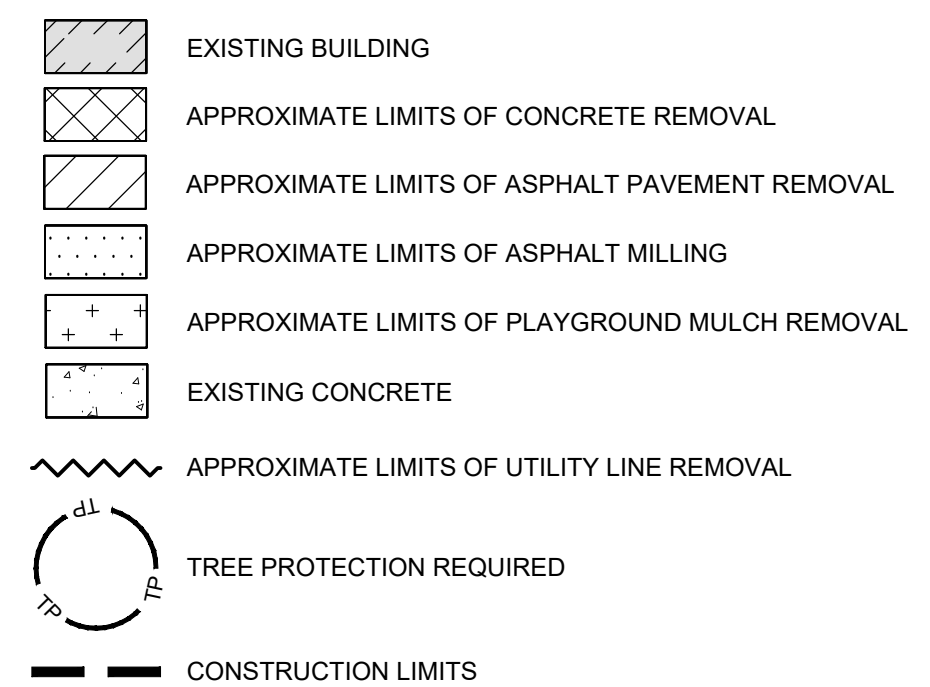 EXISTING BUILDING
APPROXIMATE LIMITS OF CONCRETE REMOVAL
APPROXIMATE LIMITS OF ASPHALT PAVEMENT REMOVAL
APPROXIMATE LIMITS OF ASPHALT MILLING
APPROXIMATE LIMITS OF PLAYGROUND MULCH REMOVAL
EXISTING CONCRETE
APPROXIMATE LIMITS OF UTILITY LINE REMOVAL
TP
TP
TP
TREE PROTECTION REQUIRED
CONSTRUCTION LIMITS